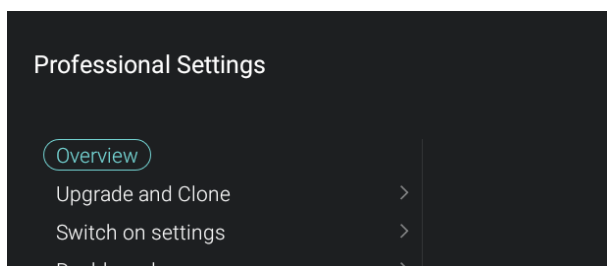 Professional Settings
Overview
Upgrade and Clone
Switch on settings